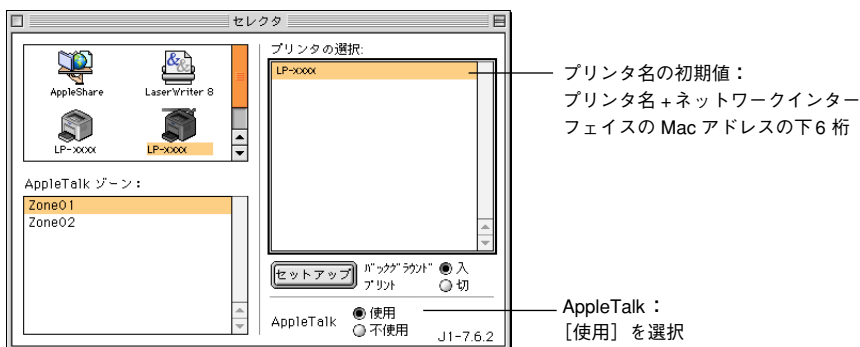 セレクタ
AppleShare
LaserWriter 8
LP-xxxx
LP-xxxx
AppleTalk ゾーン：
Zone01
Zone02
プリンタの選択:
LP-xxxx
セットアップ
ﾊﾞｯｸｸﾞﾗｳﾝﾄﾞ
ﾌﾟﾘﾝﾄ
入
切
AppleTalk
使用
不使用
J1-7.6.2
プリンタ名の初期値：
プリンタ名+ネットワークインター
フェイスの Mac アドレスの下6 桁
AppleTalk：
［使用］を選択